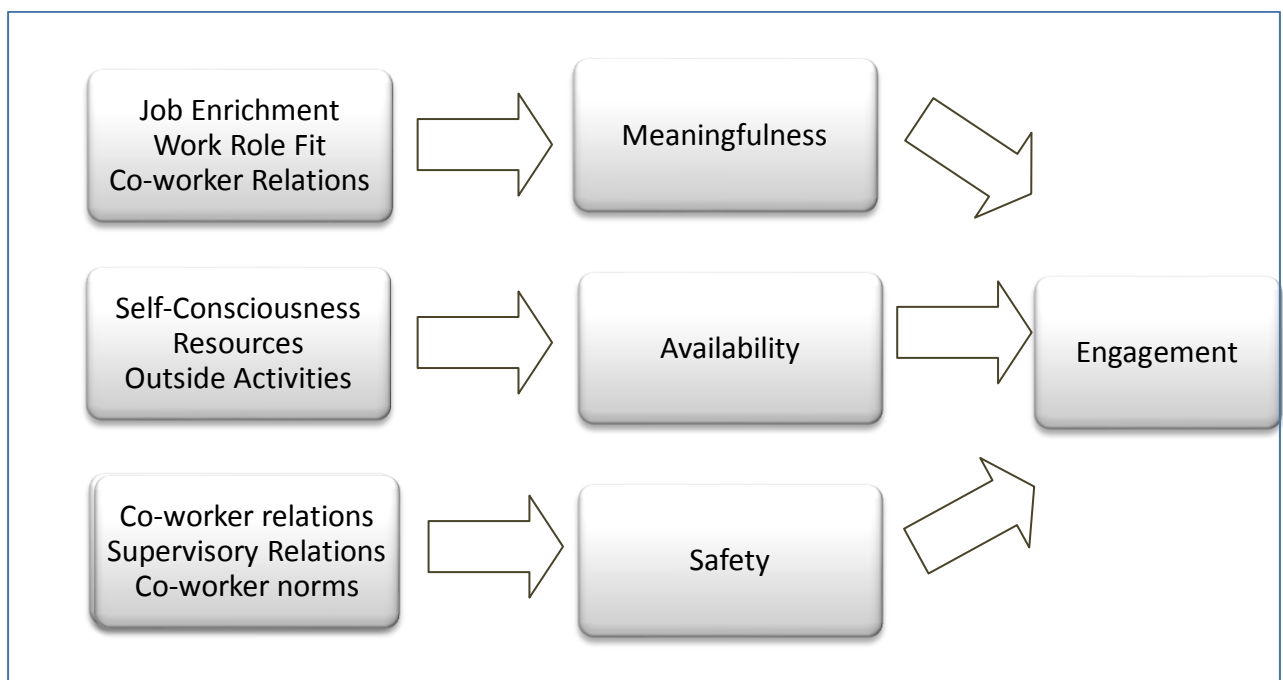 Job Enrichment
Work Role Fit
Co-worker Relations
Meaningfulness
Self-Consciousness
Resources
Outside Activities
Availability
Engagement
Co-worker relations
Supervisory Relations
Co-worker norms
Safety